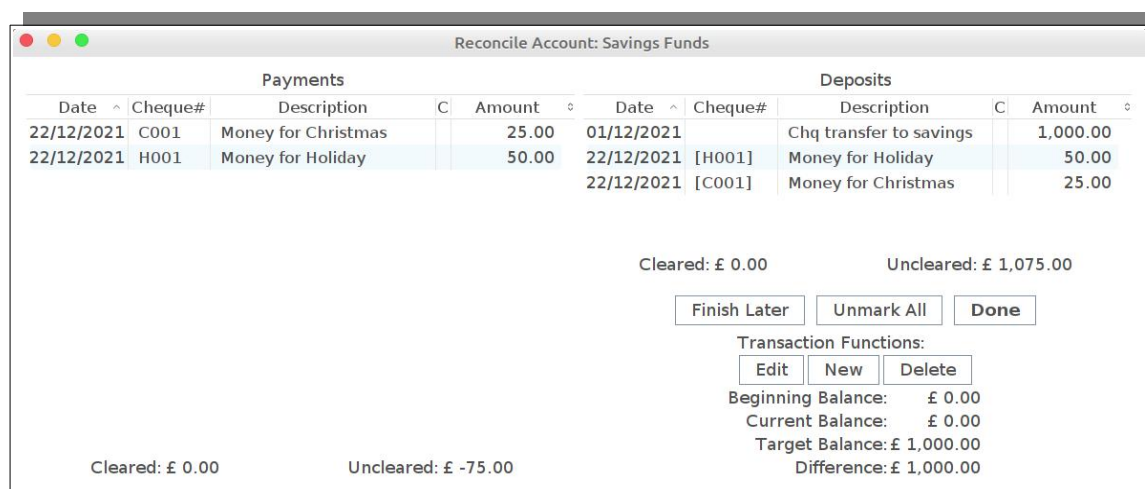 Reconcile Account: Savings Funds
Payments
Date Cheque# Description C Amount
22/12/2021 C001 Money for Christmas 25.00
22/12/2021 H001 Money for Holiday 50.00
Cleared: £ 0.00 Uncleared: £ -75.00
Deposits
Date Cheque# Description C Amount
01/12/2021 Chq transfer to savings 1,000.00
22/12/2021 [H001] Money for Holiday 50.00
22/12/2021 [C001] Money for Christmas 25.00
Cleared: £ 0.00 Uncleared: £ 1,075.00
Finish Later Unmark All Done
Transaction Functions:
Edit New Delete
Beginning Balance: £ 0.00
Current Balance: £ 0.00
Target Balance: £ 1,000.00
Difference: £ 1,000.00